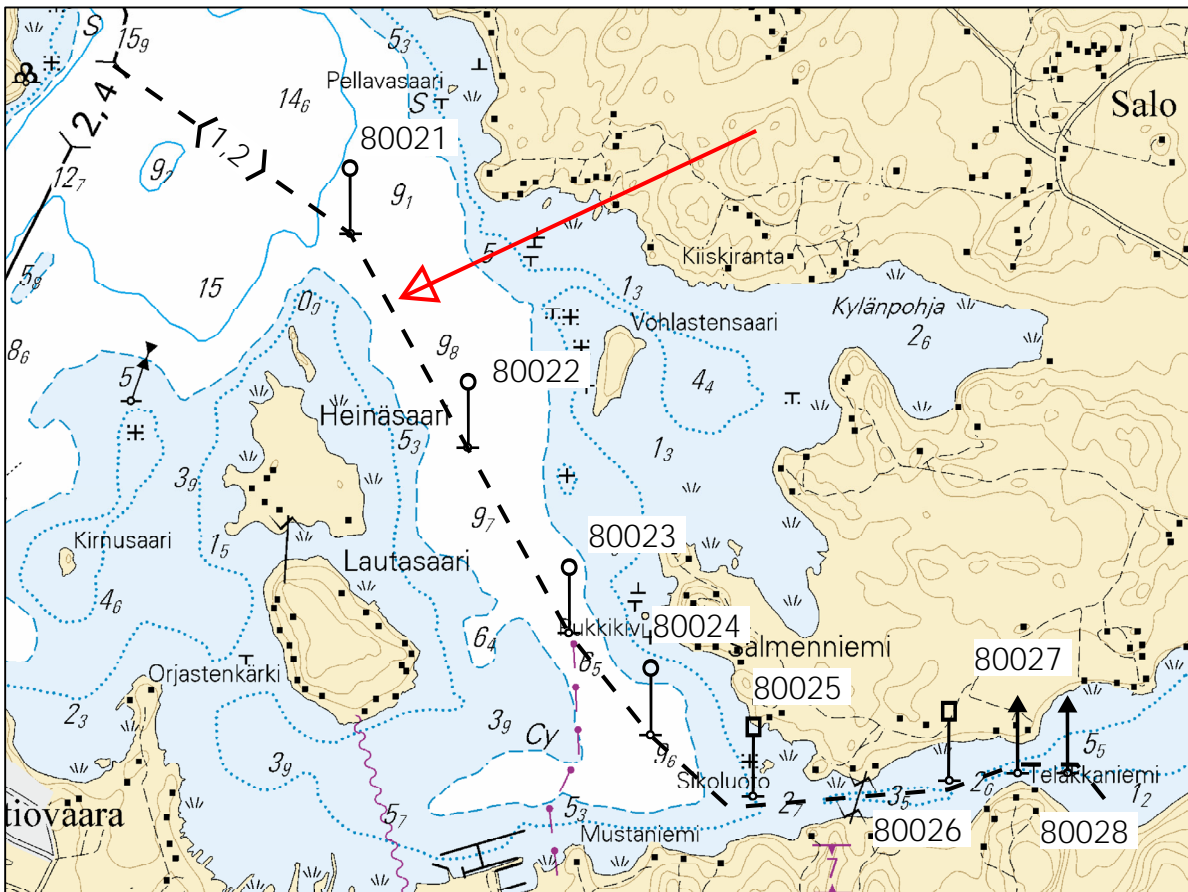 S
15₉
5₃
Pellavasaari
14₆
S
Salo
2,4
1,2
80021
9₂
12₇
9₁
5
Kiiskiranta
5₈
15
0₉
1₃
Kylänpohja
Vohlastensaari
2₆
8₆
9₈
80022
5
4₄
Heinäsaari
5₃
1₃
3₉
9₇
1₅
Kirnusaari
80023
Lautasaari
4₆
6₄
Pukkikivi
80024
Salmenniemi
6₅
80027
Orjastenkärki
80025
2₃
3₉
Cy
9₆
5₅
3₉
Sikoluoto
Telakkaniemi
2₆
1₂
3₅
2₇
5₃
5₇
tiovaara
Mustaniemi
80026
80028
7